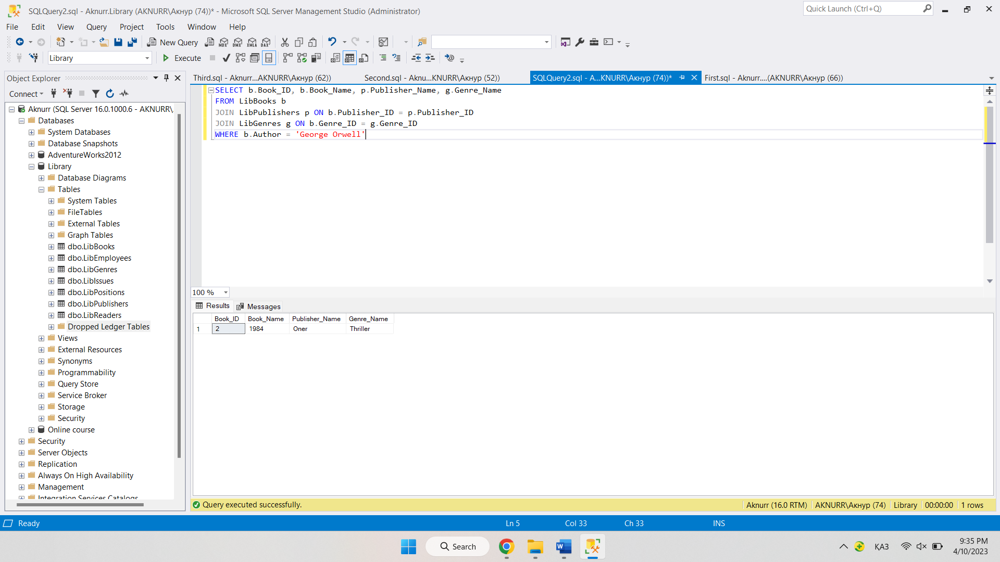 SQLQuery2.sql - Aknurr.Library (AKNURR\Акнур (74))* - Microsoft SQL Server Management Studio (Administrator)
Quick Launch (Ctrl+Q)
File Edit View Query Project Tools Window Help
New Query
MDX DMX XMLA DAX
Library
Execute
Object Explorer
Third.sql - Aknurr...AKNURR\Акнур (62))
Second.sql - Aknu...KNURR\Акнур (52))
SQLQuery2.sql - A...KNURR\Акнур (74))*
First.sql - Aknurr....(AKNURR\Акнур (66))
Connect
Aknurr (SQL Server 16.0.1000.6 - AKNURR\
Databases
System Databases
Database Snapshots
AdventureWorks2012
Library
Database Diagrams
Tables
System Tables
FileTables
External Tables
Graph Tables
dbo.LibBooks
dbo.LibEmployees
dbo.LibGenres
dbo.LibIssues
dbo.LibPositions
dbo.LibPublishers
dbo.LibReaders
Dropped Ledger Tables
Views
External Resources
Synonyms
Programmability
Query Store
Service Broker
Storage
Security
Online course
Security
Server Objects
Replication
Always On High Availability
Management
Integration Services Catalogs
SELECT b.Book_ID, b.Book_Name, p.Publisher_Name, g.Genre_Name
FROM LibBooks b
JOIN LibPublishers p ON b.Publisher_ID = p.Publisher_ID
JOIN LibGenres g ON b.Genre_ID = g.Genre_ID
WHERE b.Author = 'George Orwell'
100 %
Results Messages
Book_ID Book_Name Publisher_Name Genre_Name
1 2 1984 Oner Thriller
Query executed successfully.
Aknurr (16.0 RTM) AKNURR\Акнур (74) Library 00:00:00 1 rows
Ready Ln 5 Col 33 Ch 33 INS
Search
ҚАЗ
9:35 PM
4/10/2023